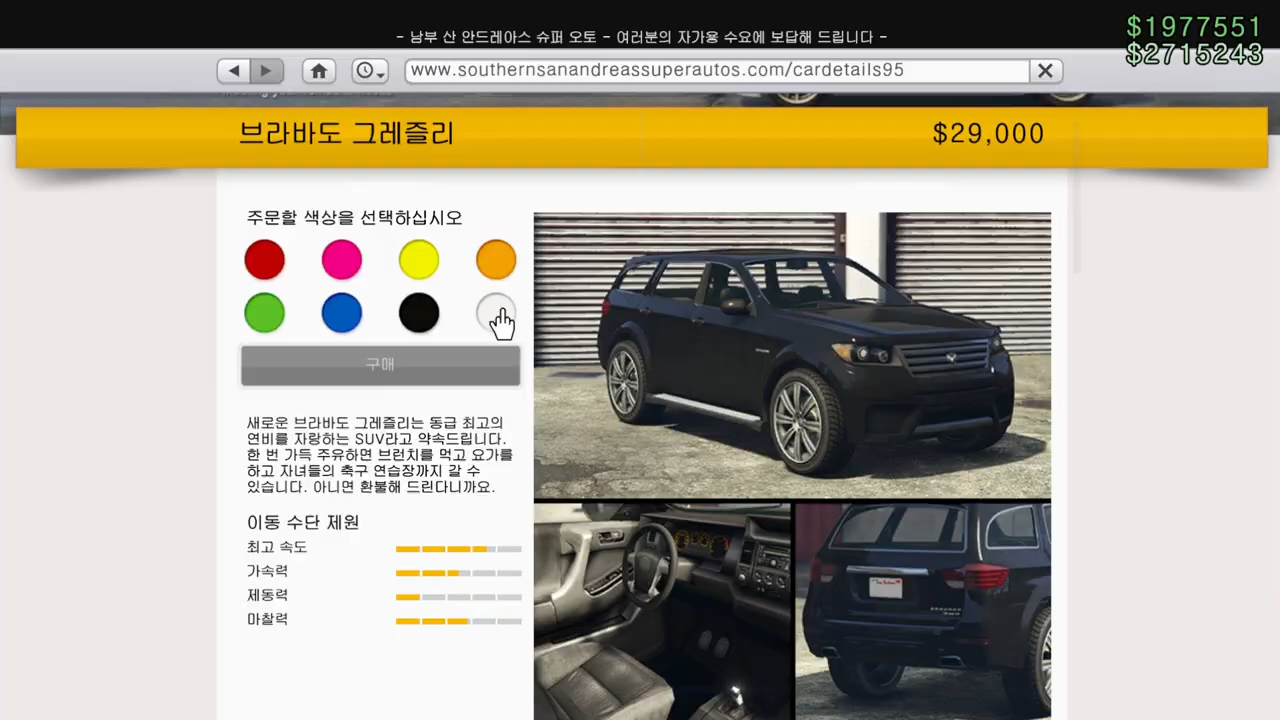 - 남부 산 안드레아스 슈퍼 오토 - 여러분의 자가용 수요에 보답해 드립니다 -
$1977551
$2715243
www.southernsanandreassuperautos.com/cardetails95
브라바도 그레즐리
$29,000
주문할 색상을 선택하십시오
구매
새로운 브라바도 그레즐리는 동급 최고의
연비를 자랑하는 SUV라고 약속드립니다.
한 번 가득 주유하면 브런치를 먹고 요가를
하고 자녀들의 축구 연습장까지 갈 수
있습니다. 아니면 환불해 드린다니까요.
이동 수단 제원
최고 속도
가속력
제동력
마찰력